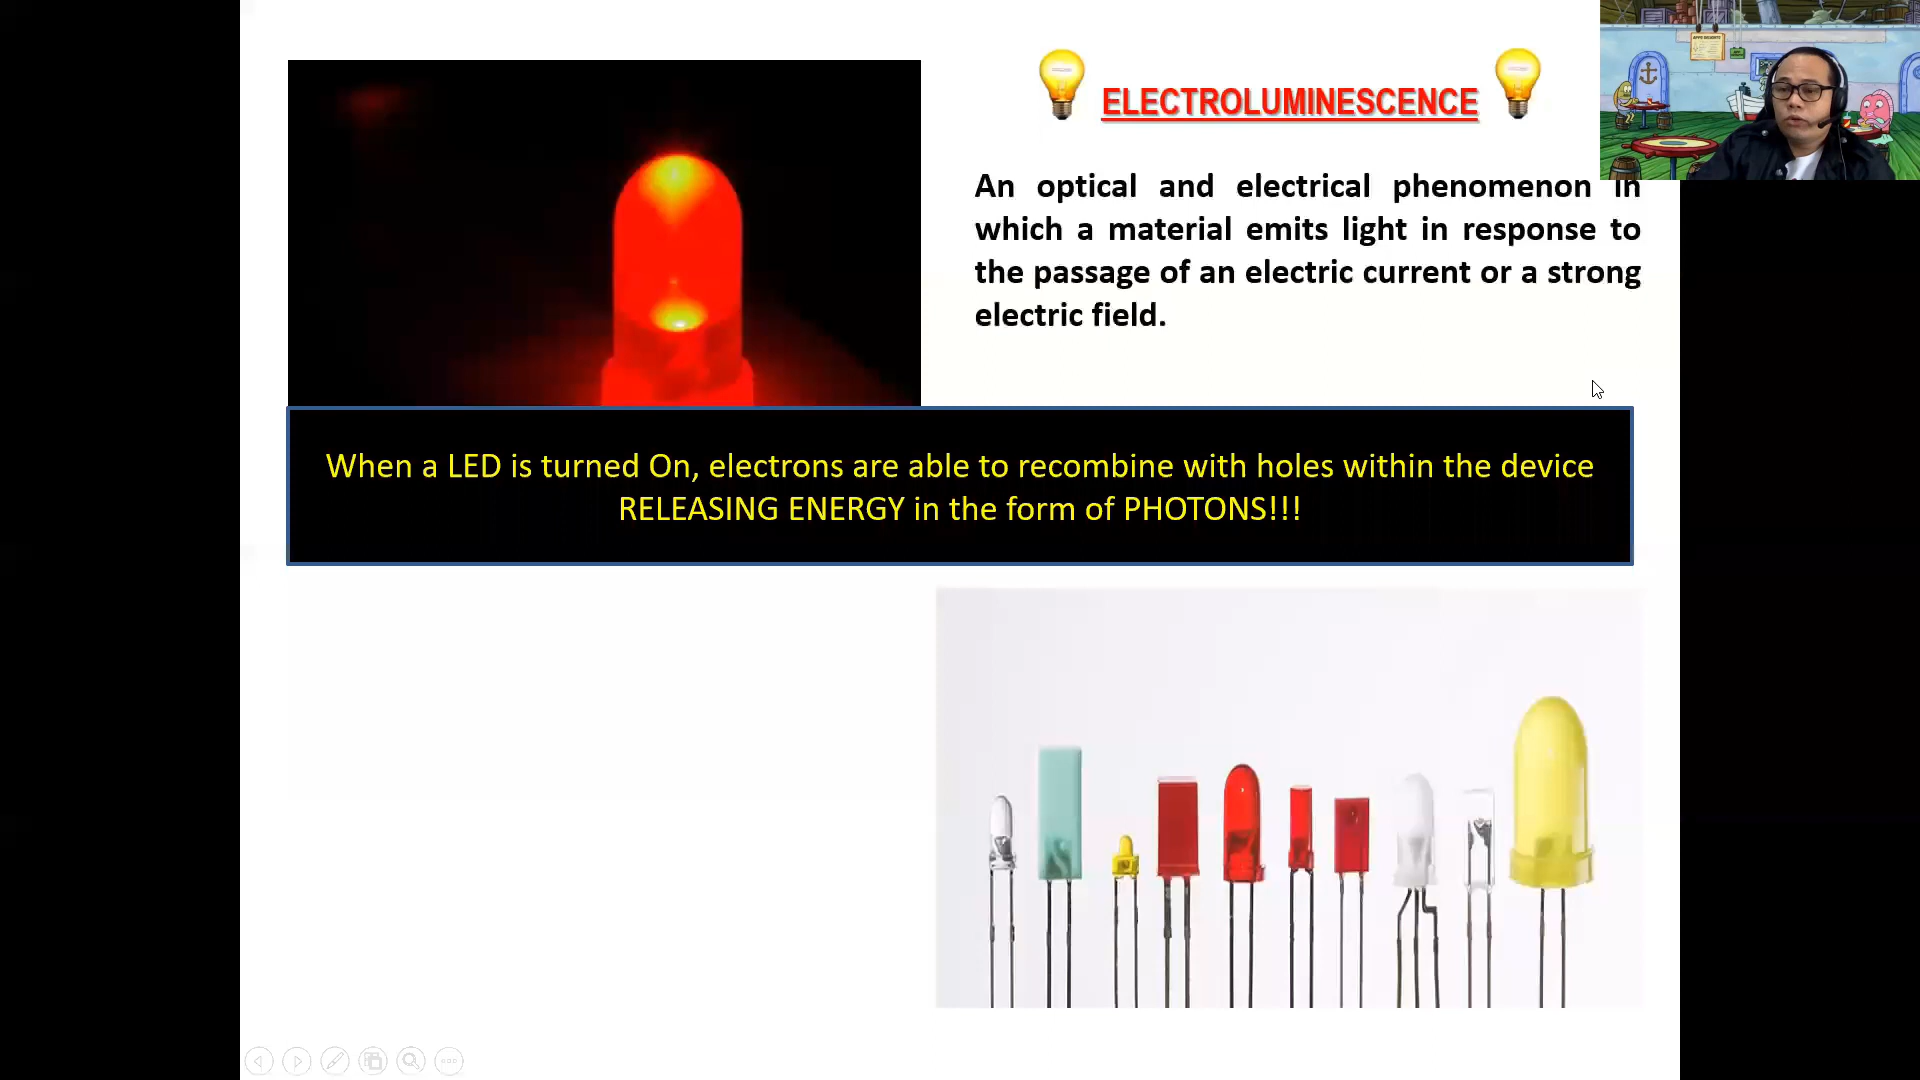 ELECTROLUMINESCENCE
An optical and electrical phenomenon in
which a material emits light in response to
the passage of an electric current or a strong
electric field.
When a LED is turned On, electrons are able to recombine with holes within the device
RELEASING ENERGY in the form of PHOTONS!!!